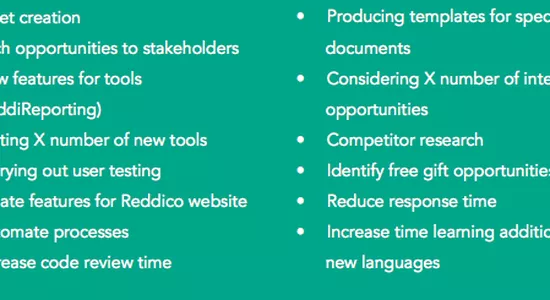 et creation
ch opportunities to stakeholders
w features for tools
ddiReporting)
ting X number of new tools
rying out user testing
ate features for Reddico website
omate processes
rease code review time
• Producing templates for spec
documents
• Considering X number of inte
opportunities
• Competitor research
• Identify free gift opportunities
• Reduce response time
• Increase time learning additio
new languages